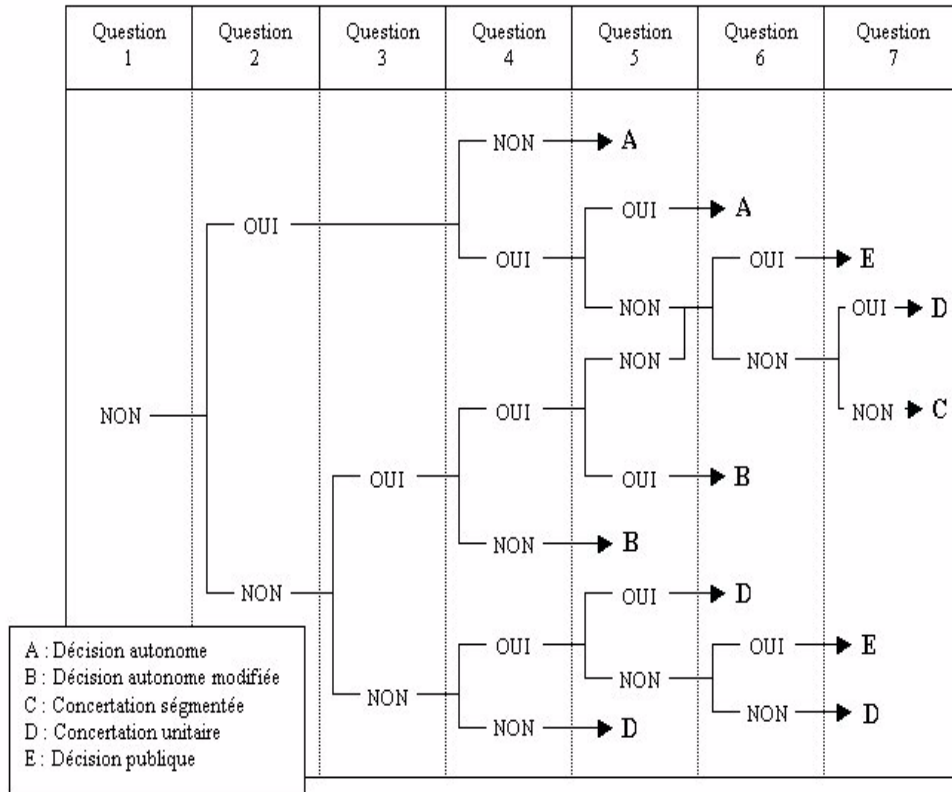 Question 1
Question 2
Question 3
Question 4
Question 5
Question 6
Question 7
NON A
OUI A
OUI
OUI OUI E
NON OUI D
NON NON
NON OUI NON C
OUI OUI B
NON B
NON OUI D
OUI OUI E
NON
NON NON D
NON D
A : Décision autonome
B : Décision autonome modifiée
C : Concertation ségmentée
D : Concertation unitaire
E : Décision publique